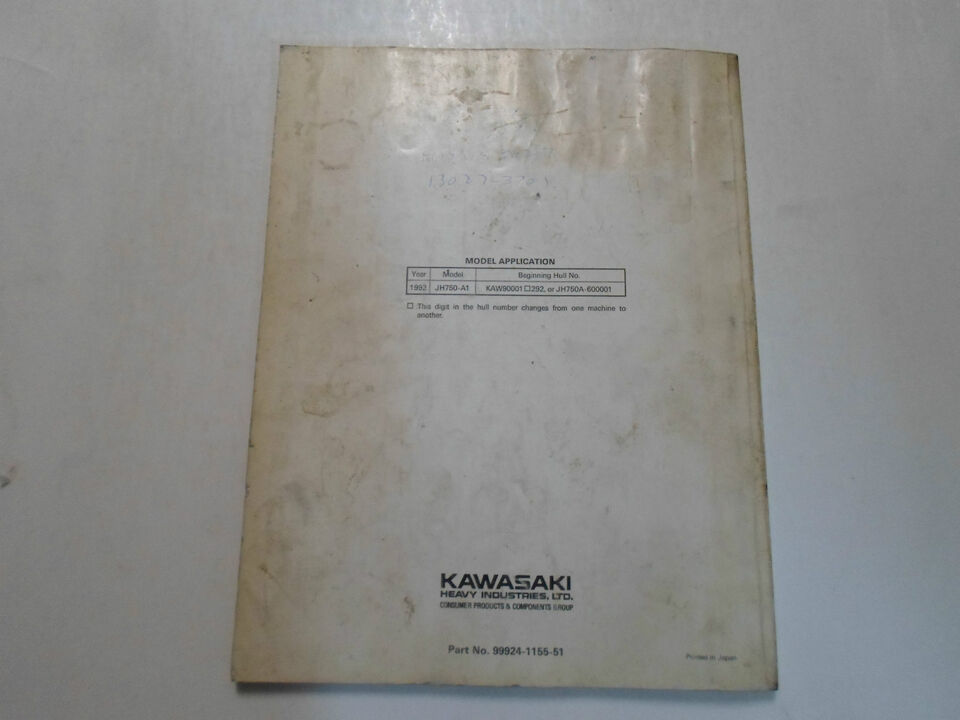 MODEL APPLICATION
Year Model Beginning Hull No.
1992 JH750-A1 KAW90001□292, or JH750A-600001
□ This digit in the hull number changes from one machine to
another.
KAWASAKI
HEAVY INDUSTRIES, LTD.
CONSUMER PRODUCTS & COMPONENTS GROUP
Part No. 99924-1155-51
Printed in Japan